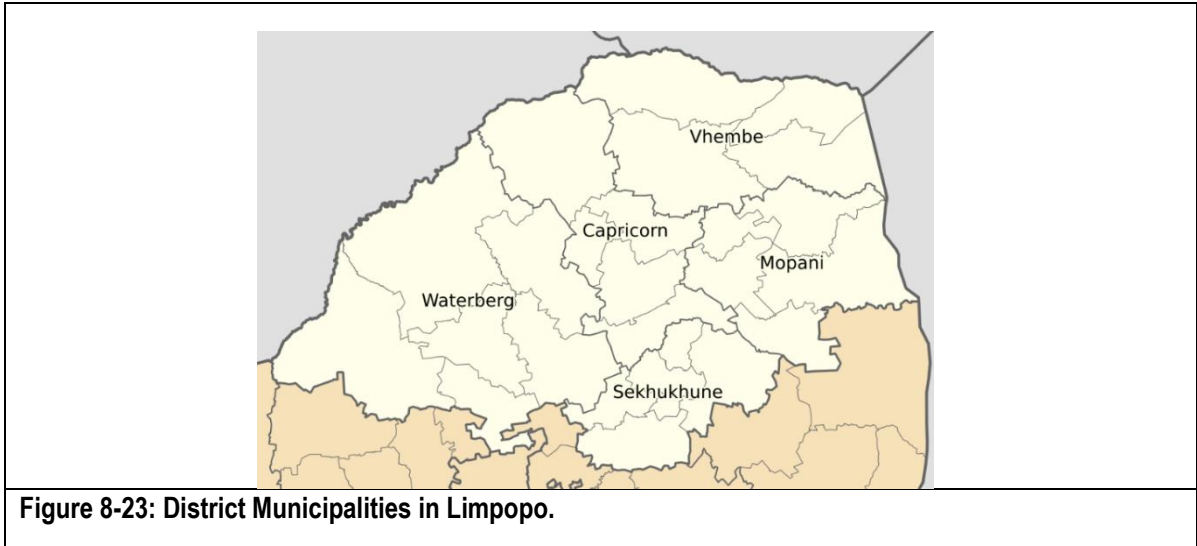 Vhembe
Capricorn
Mopani
Waterberg
Sekhukhune
Figure 8-23: District Municipalities in Limpopo.